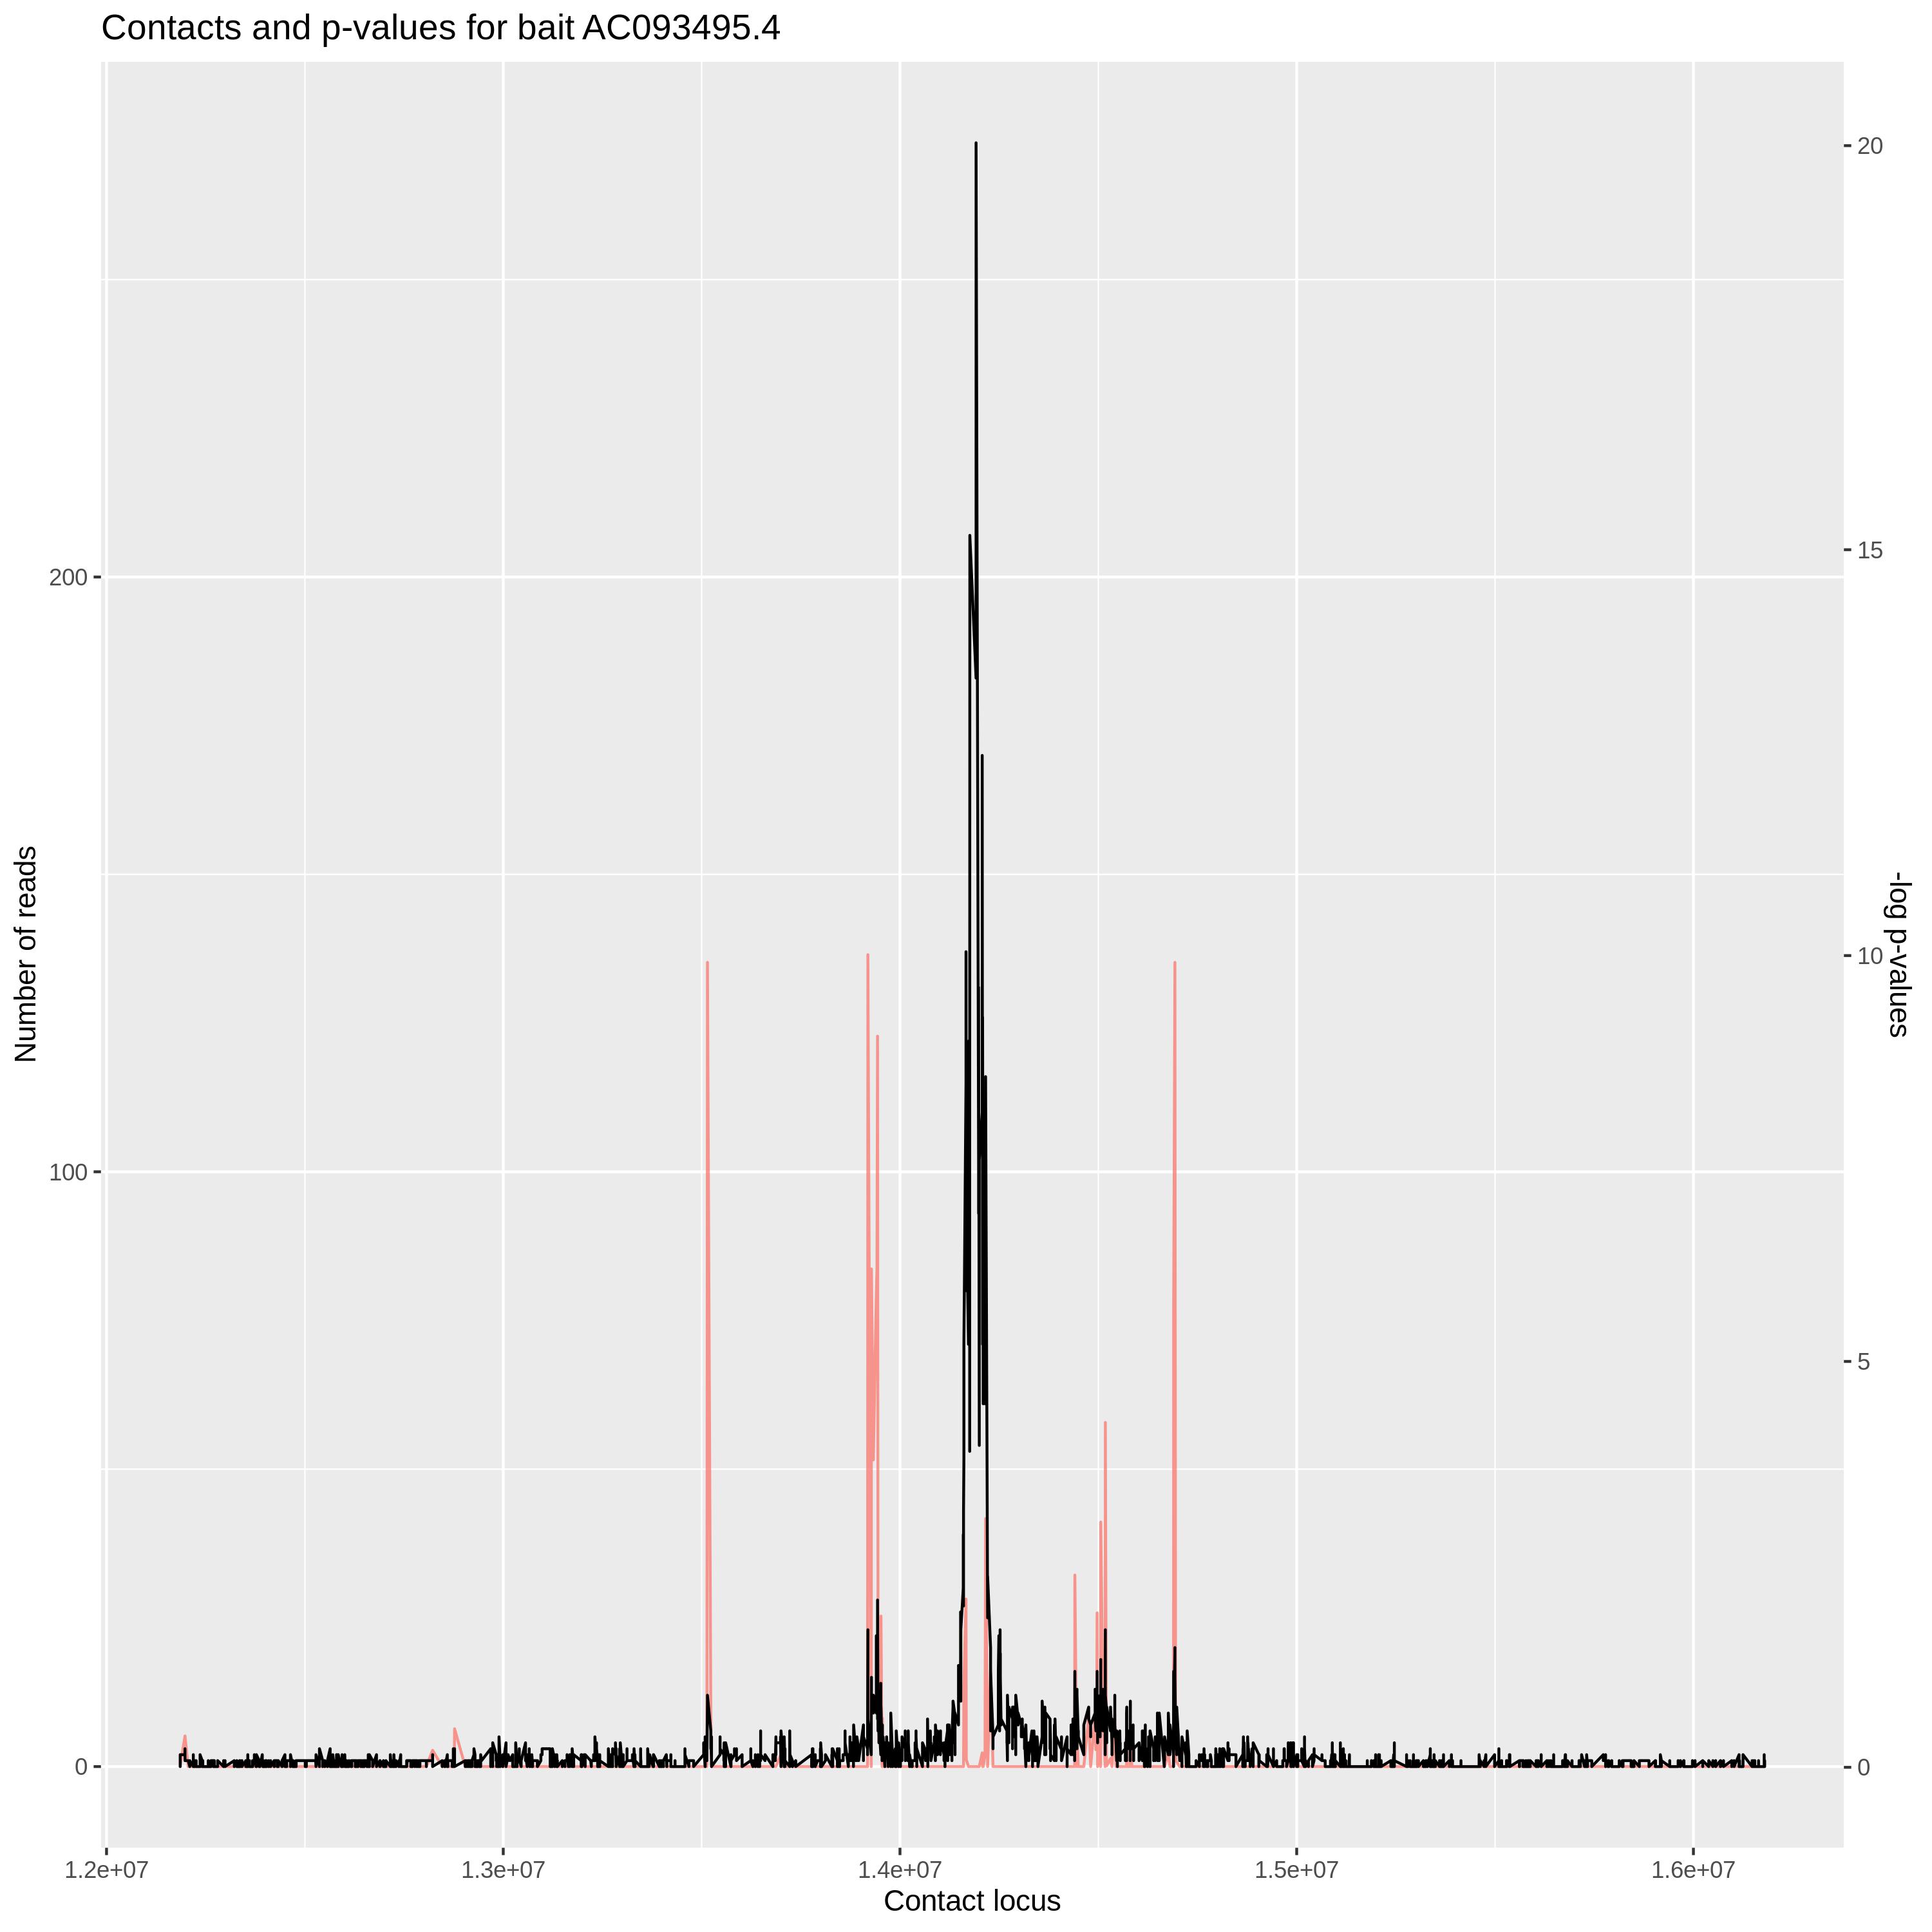 Contacts and p-values for bait AC093495.4
Number of reads
200
100
0
20
15
10
5
0
-log p-values
1.2e+07 1.3e+07 1.4e+07 1.5e+07 1.6e+07
Contact locus